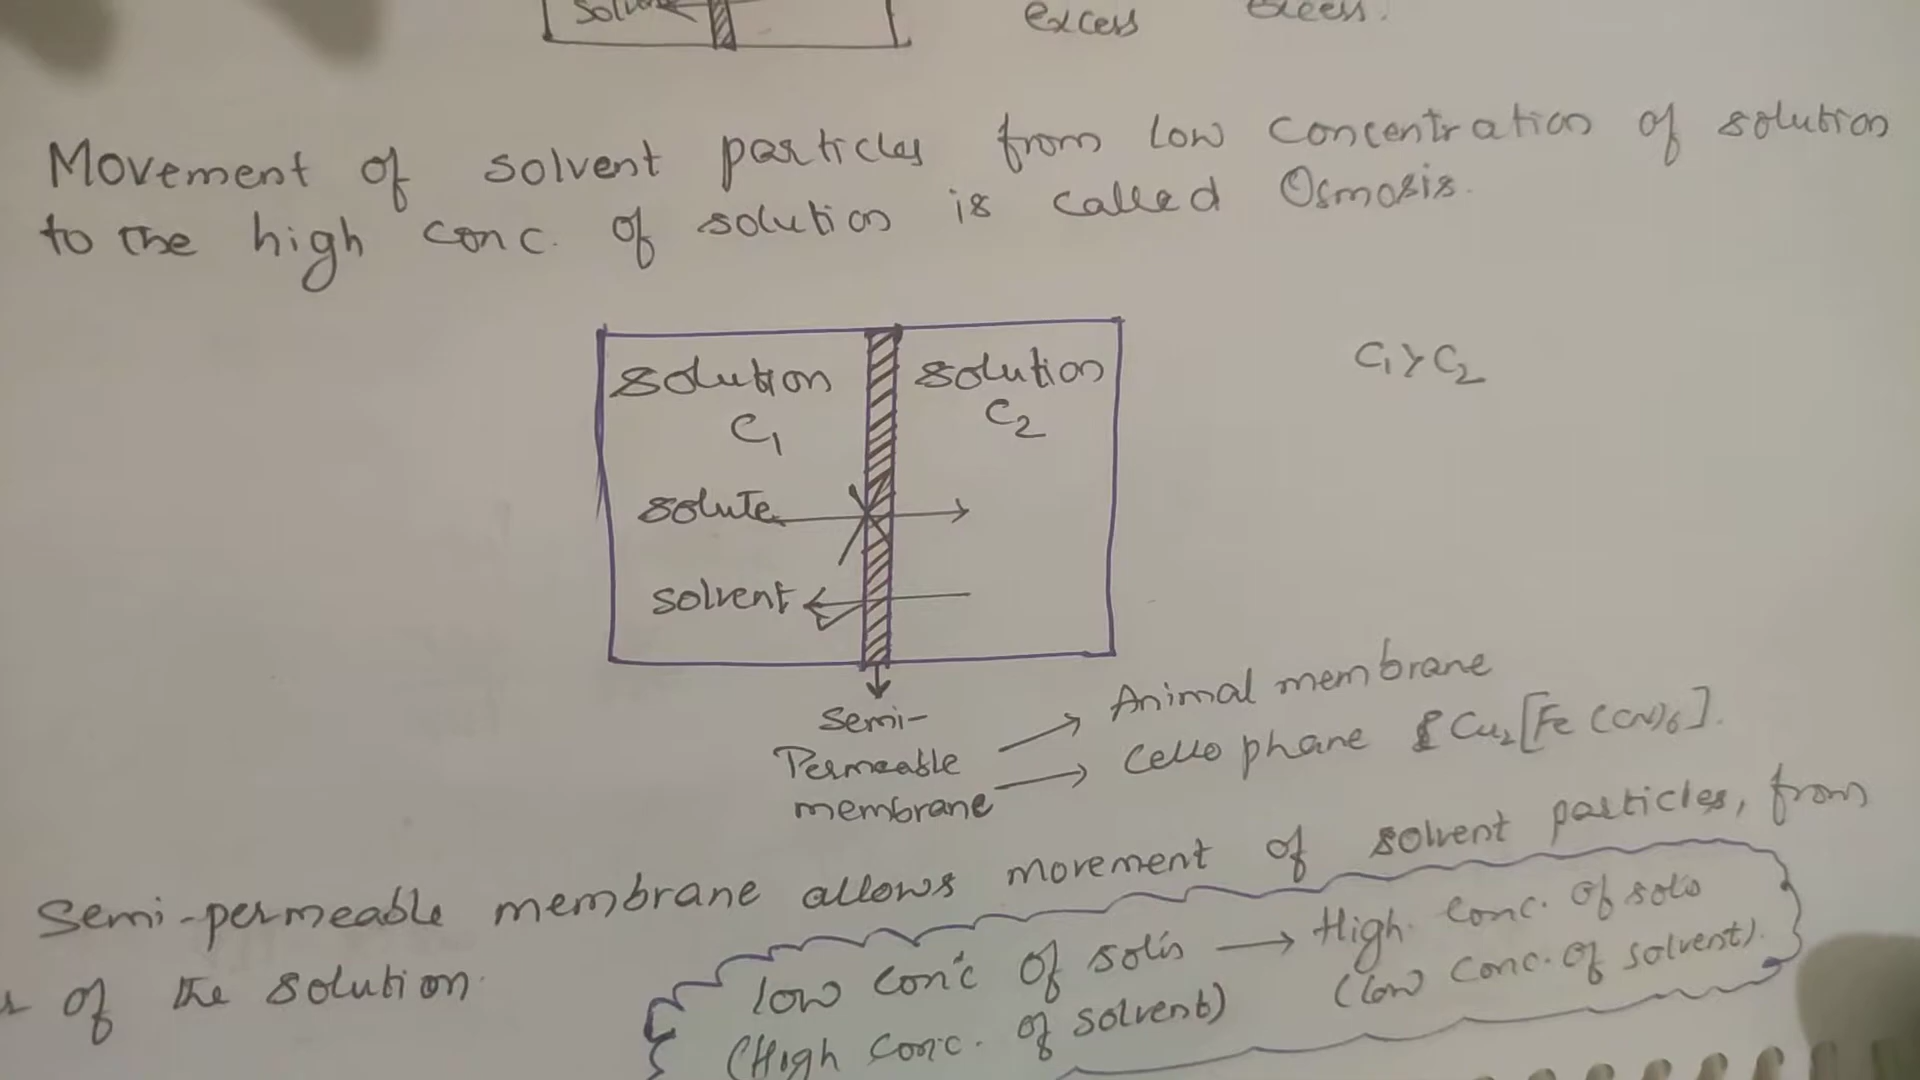 solvent
excess excess.
Movement of solvent particles from low concentration of solution
to the high conc. of solution is called Osmosis.
solution solution C₁>C₂
C₁ C₂
solute
solvent
Semi-
Permeable
membrane
Animal membrane
Cellophane & Cu₂[Fe(CN)₆].
Semi-permeable membrane allows movement of solvent particles, from
of the solution.
low conc of soln → High conc. of soln
(High conc. of solvent) (low conc. of solvent).